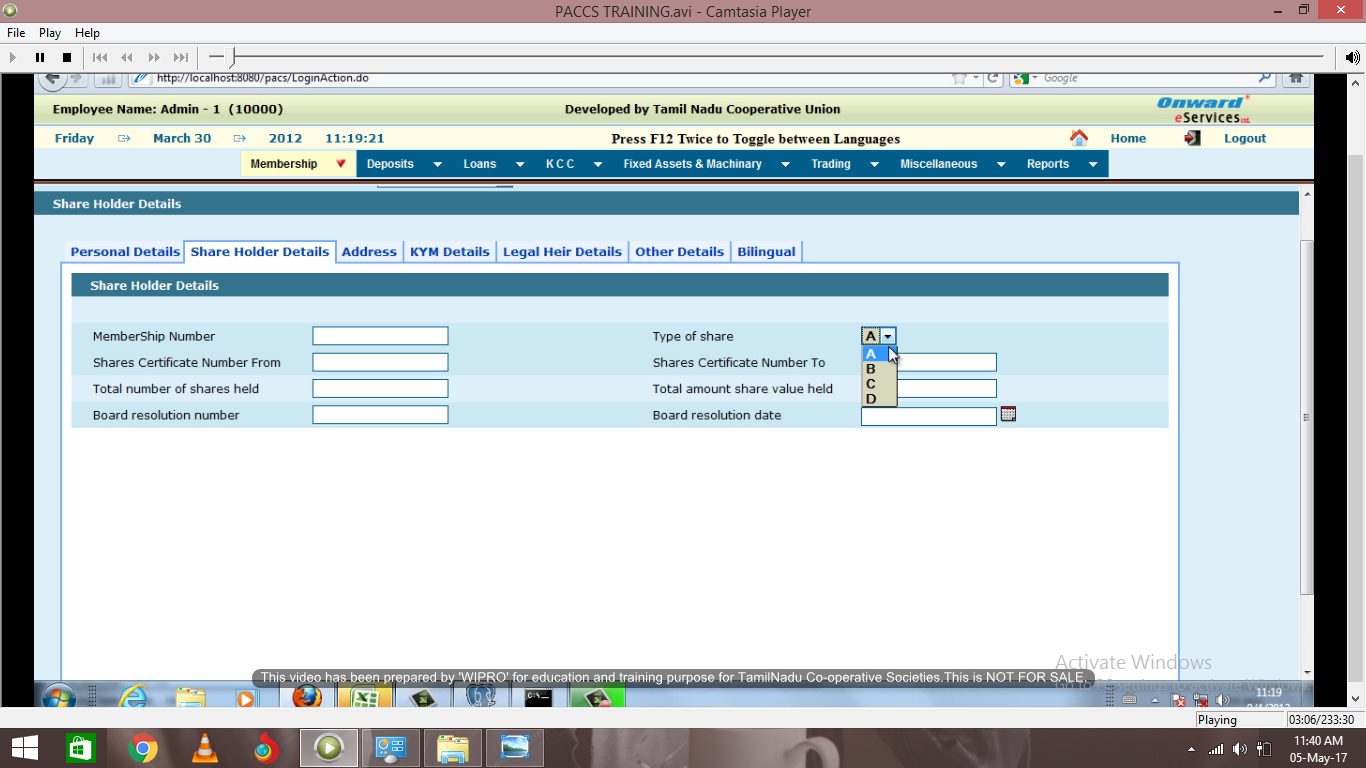 PACCS TRAINING.avi - Camtasia Player
File Play Help
http://localhost:8080/pacs/LoginAction.do
Google
Employee Name: Admin - 1 (10000)
Developed by Tamil Nadu Cooperative Union
Onward
eServices Ltd.
Friday March 30 2012 11:19:21
Press F12 Twice to Toggle between Languages
Home Logout
Membership Deposits Loans K C C Fixed Assets & Machinary Trading Miscellaneous Reports
Share Holder Details
Personal Details Share Holder Details Address KYM Details Legal Heir Details Other Details Bilingual
Share Holder Details
MemberShip Number Type of share A
A
Shares Certificate Number From Shares Certificate Number To
B
C
Total number of shares held Total amount share value held
D
Board resolution number Board resolution date
Activate Windows
This video has been prepared by 'WIPRO' for education and training purpose for TamilNadu Co-operative Societies.This is NOT FOR SALE.
C:\_
11:19
Playing 03:06/233:30
11:40 AM
05-May-17